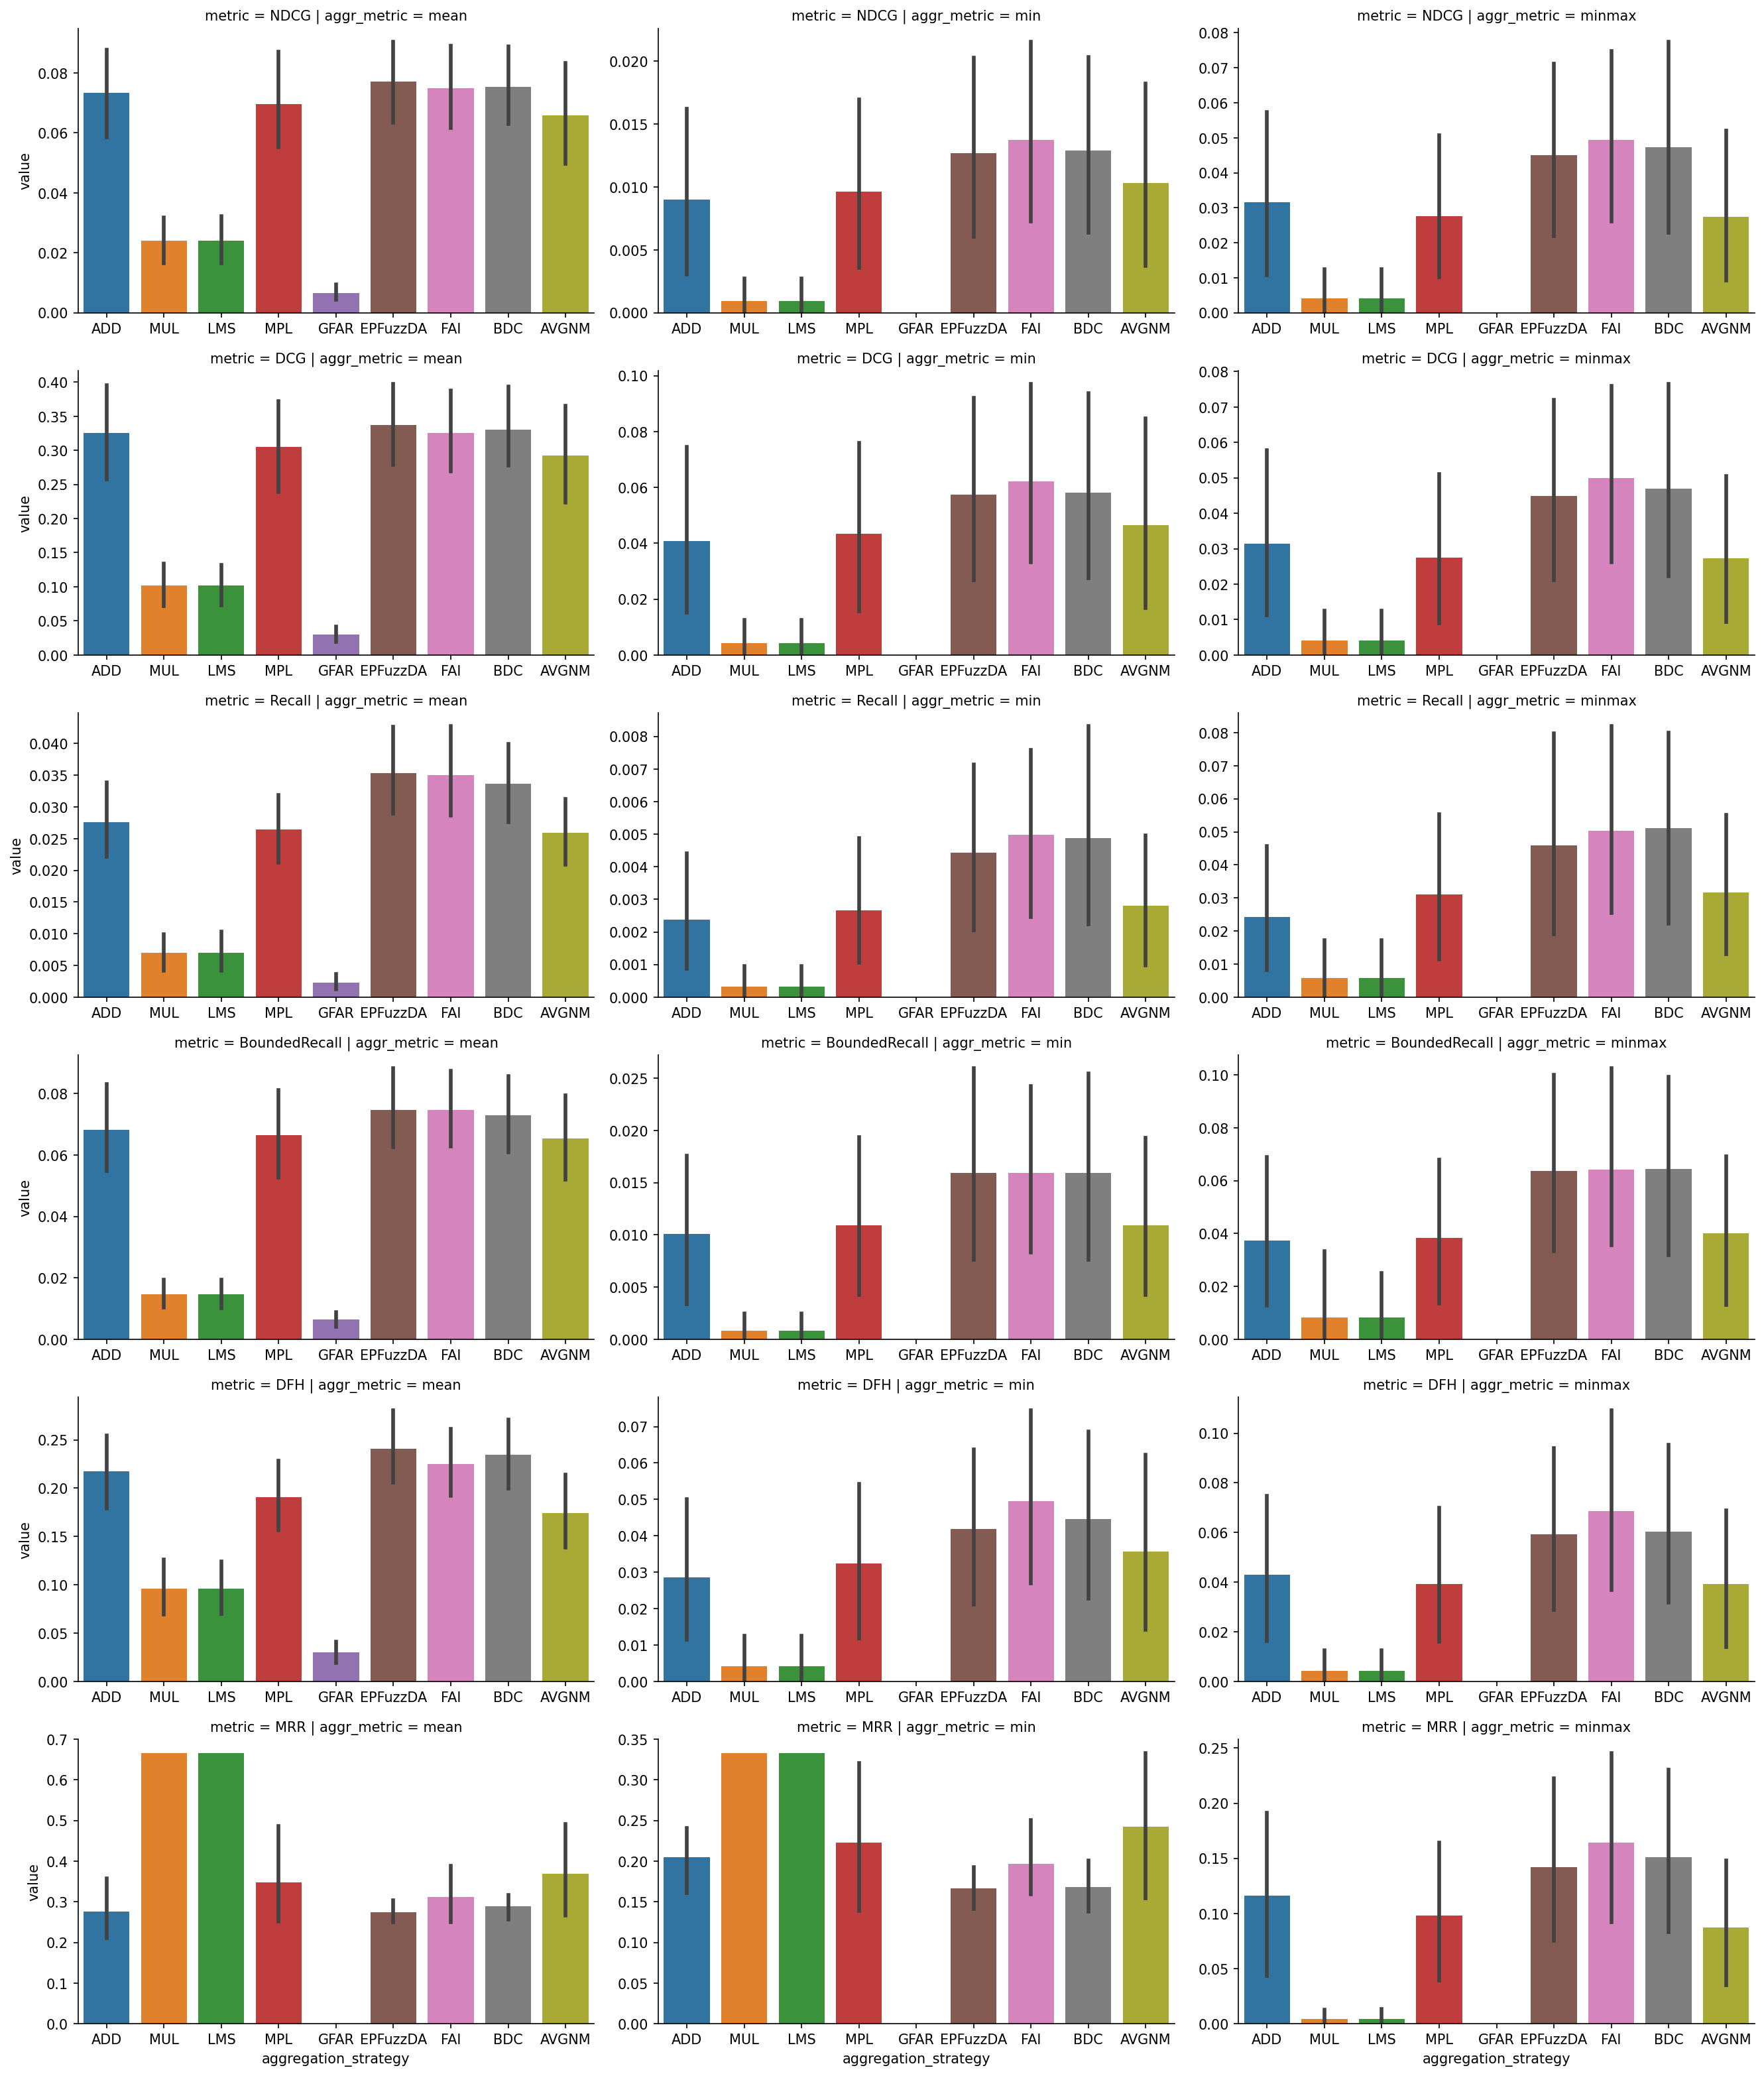 metric = NDCG | aggr_metric = mean
value
0.08
0.06
0.04
0.02
0.00
ADD MUL LMS MPL GFAR EPFuzzDA FAI BDC AVGNM
metric = NDCG | aggr_metric = min
0.020
0.015
0.010
0.005
0.000
ADD MUL LMS MPL GFAR EPFuzzDA FAI BDC AVGNM
metric = NDCG | aggr_metric = minmax
0.08
0.07
0.06
0.05
0.04
0.03
0.02
0.01
0.00
ADD MUL LMS MPL GFAR EPFuzzDA FAI BDC AVGNM
metric = DCG | aggr_metric = mean
value
0.40
0.35
0.30
0.25
0.20
0.15
0.10
0.05
0.00
ADD MUL LMS MPL GFAR EPFuzzDA FAI BDC AVGNM
metric = DCG | aggr_metric = min
0.10
0.08
0.06
0.04
0.02
0.00
ADD MUL LMS MPL GFAR EPFuzzDA FAI BDC AVGNM
metric = DCG | aggr_metric = minmax
0.08
0.07
0.06
0.05
0.04
0.03
0.02
0.01
0.00
ADD MUL LMS MPL GFAR EPFuzzDA FAI BDC AVGNM
metric = Recall | aggr_metric = mean
value
0.040
0.035
0.030
0.025
0.020
0.015
0.010
0.005
0.000
ADD MUL LMS MPL GFAR EPFuzzDA FAI BDC AVGNM
metric = Recall | aggr_metric = min
0.008
0.007
0.006
0.005
0.004
0.003
0.002
0.001
0.000
ADD MUL LMS MPL GFAR EPFuzzDA FAI BDC AVGNM
metric = Recall | aggr_metric = minmax
0.08
0.07
0.06
0.05
0.04
0.03
0.02
0.01
0.00
ADD MUL LMS MPL GFAR EPFuzzDA FAI BDC AVGNM
metric = BoundedRecall | aggr_metric = mean
value
0.08
0.06
0.04
0.02
0.00
ADD MUL LMS MPL GFAR EPFuzzDA FAI BDC AVGNM
metric = BoundedRecall | aggr_metric = min
0.025
0.020
0.015
0.010
0.005
0.000
ADD MUL LMS MPL GFAR EPFuzzDA FAI BDC AVGNM
metric = BoundedRecall | aggr_metric = minmax
0.10
0.08
0.06
0.04
0.02
0.00
ADD MUL LMS MPL GFAR EPFuzzDA FAI BDC AVGNM
metric = DFH | aggr_metric = mean
value
0.25
0.20
0.15
0.10
0.05
0.00
ADD MUL LMS MPL GFAR EPFuzzDA FAI BDC AVGNM
metric = DFH | aggr_metric = min
0.07
0.06
0.05
0.04
0.03
0.02
0.01
0.00
ADD MUL LMS MPL GFAR EPFuzzDA FAI BDC AVGNM
metric = DFH | aggr_metric = minmax
0.10
0.08
0.06
0.04
0.02
0.00
ADD MUL LMS MPL GFAR EPFuzzDA FAI BDC AVGNM
metric = MRR | aggr_metric = mean
value
0.7
0.6
0.5
0.4
0.3
0.2
0.1
0.0
ADD MUL LMS MPL GFAR EPFuzzDA FAI BDC AVGNM
aggregation_strategy
metric = MRR | aggr_metric = min
0.35
0.30
0.25
0.20
0.15
0.10
0.05
0.00
ADD MUL LMS MPL GFAR EPFuzzDA FAI BDC AVGNM
aggregation_strategy
metric = MRR | aggr_metric = minmax
0.25
0.20
0.15
0.10
0.05
0.00
ADD MUL LMS MPL GFAR EPFuzzDA FAI BDC AVGNM
aggregation_strategy